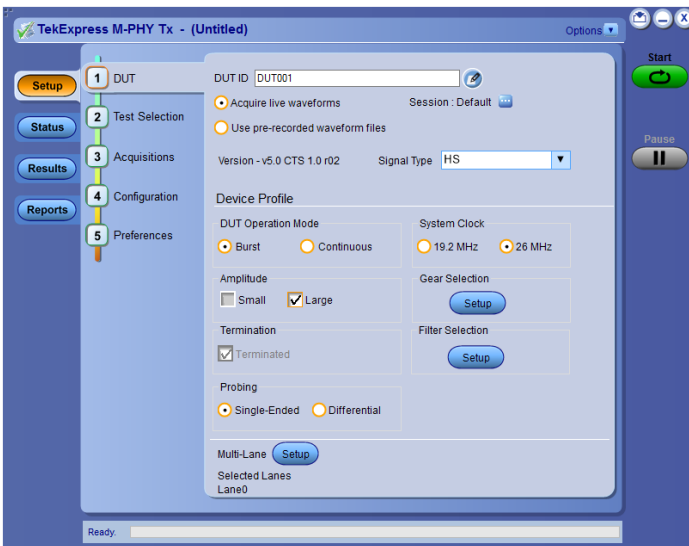 TekExpress M-PHY Tx - (Untitled)
Options
Start
Pause
Setup
Status
Results
Reports
1 DUT
2 Test Selection
3 Acquisitions
4 Configuration
5 Preferences
DUT ID DUT001
Acquire live waveforms Session : Default
Use pre-recorded waveform files
Version - v5.0 CTS 1.0 r02 Signal Type HS
Device Profile
DUT Operation Mode
Burst Continuous
System Clock
19.2 MHz 26 MHz
Amplitude
Small Large
Gear Selection
Setup
Termination
Terminated
Filter Selection
Setup
Probing
Single-Ended Differential
Multi-Lane Setup
Selected Lanes
Lane0
Ready.